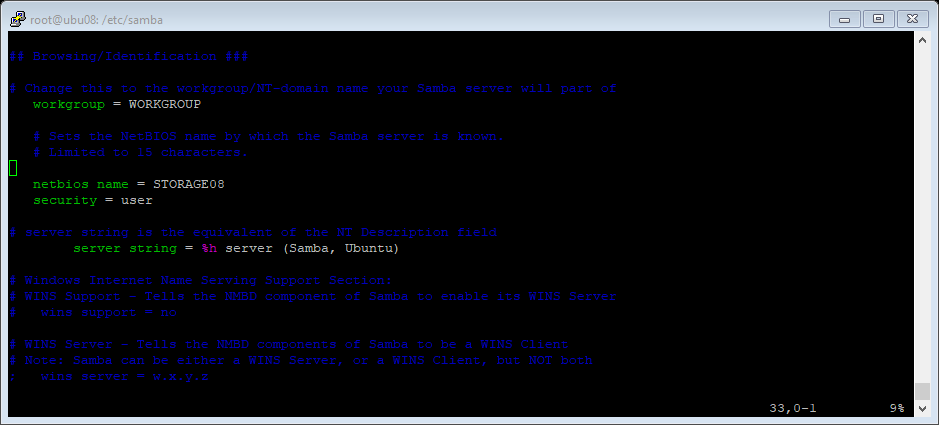 root@ubu08: /etc/samba
## Browsing/Identification ###
# Change this to the workgroup/NT-domain name your Samba server will part of
workgroup = WORKGROUP
# Sets the NetBIOS name by which the Samba server is known.
# Limited to 15 characters.
netbios name = STORAGE08
security = user
# server string is the equivalent of the NT Description field
server string = %h server (Samba, Ubuntu)
# Windows Internet Name Serving Support Section:
# WINS Support - Tells the NMBD component of Samba to enable its WINS Server
#   wins support = no
# WINS Server - Tells the NMBD components of Samba to be a WINS Client
# Note: Samba can be either a WINS Server, or a WINS Client, but NOT both
;   wins server = w.x.y.z
33,0-1 9%